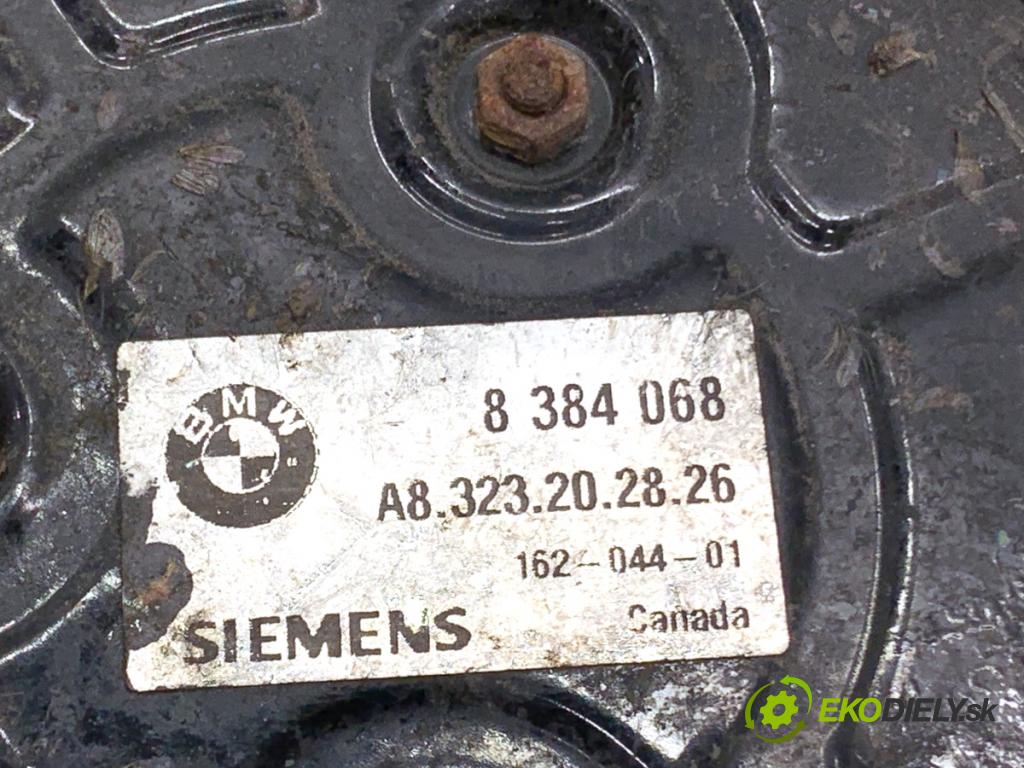 BMW
8 384 068
A8.323.20.28.26
162-044-01
SIEMENS
Canada
EKODIELY.sk